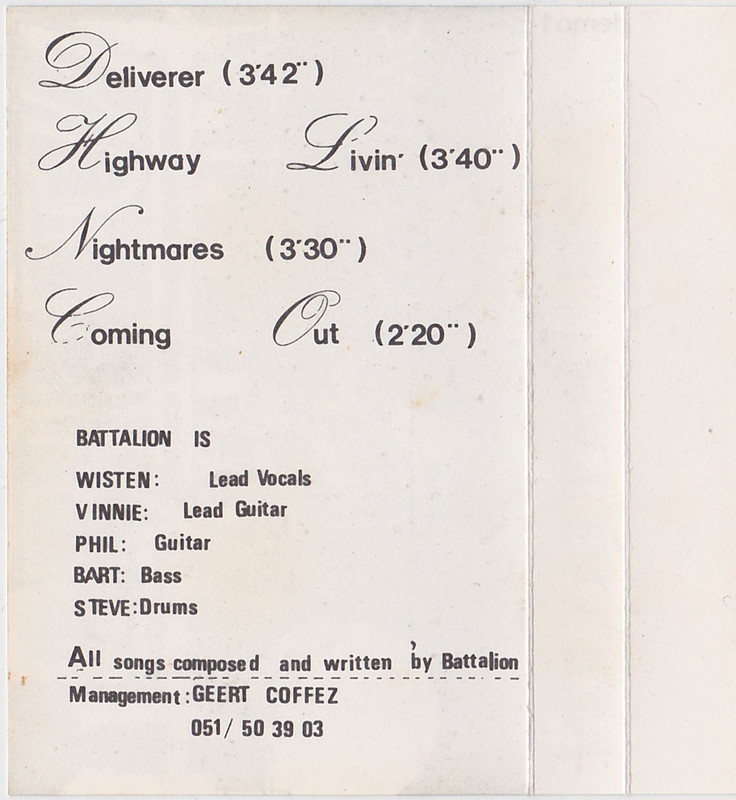 Deliverer (3'42'')
Highway Livin' (3'40'')
Nightmares (3'30'')
Coming Out (2'20'')
BATTALION IS
WISTEN: Lead Vocals
VINNIE: Lead Guitar
PHIL: Guitar
BART: Bass
STEVE:Drums
All songs composed and written by Battalion
Management:GEERT COFFEZ
051/ 50 39 03